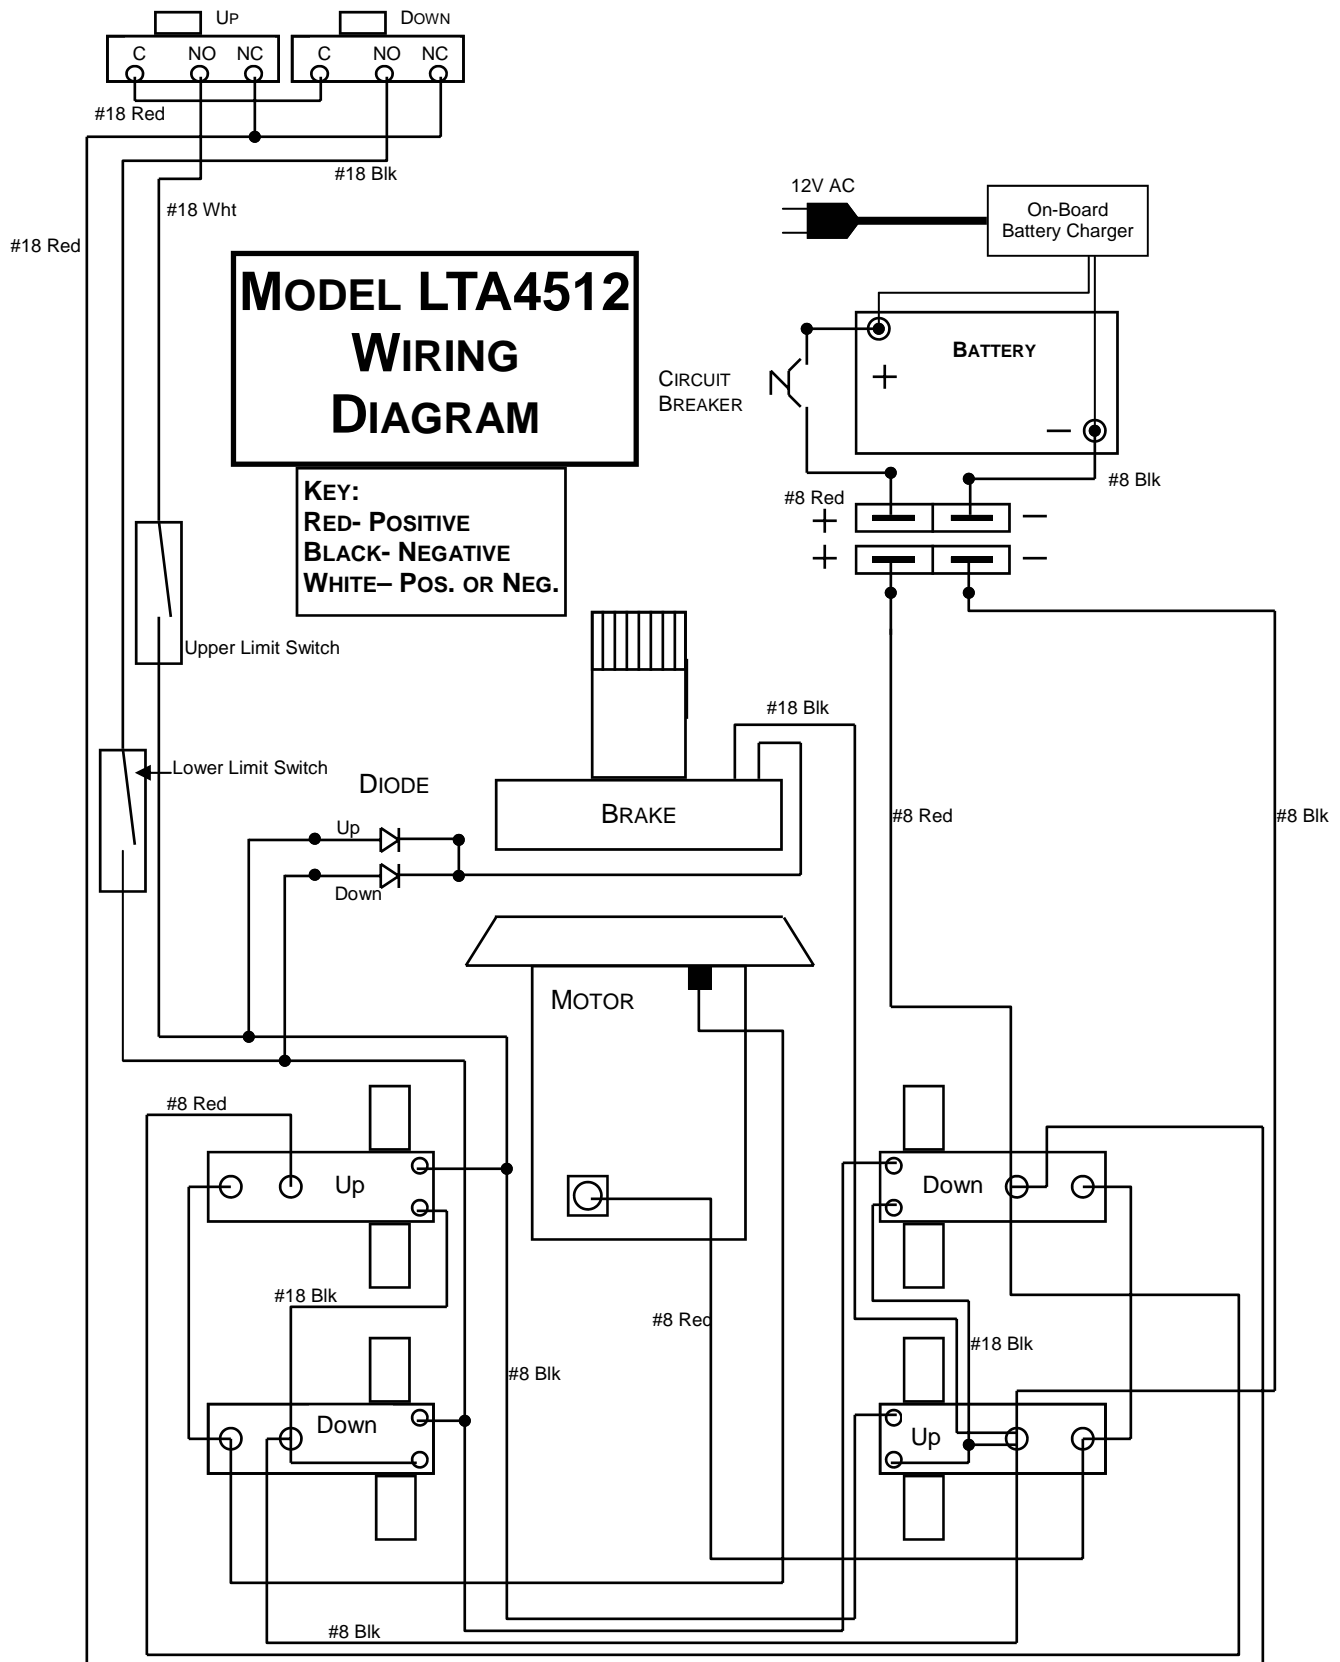 UP
DOWN
C NO NC C NO NC
#18 Red
#18 Blk
#18 Wht
#18 Red
12V AC
On-Board
Battery Charger
MODEL LTA4512
WIRING
DIAGRAM
BATTERY
+
CIRCUIT
BREAKER
—
#8 Blk
#8 Red
KEY:
RED- POSITIVE
BLACK- NEGATIVE
WHITE– POS. OR NEG.
+ —
+ —
Upper Limit Switch
#18 Blk
Lower Limit Switch
DIODE
BRAKE
#8 Red
#8 Blk
Up
Down
MOTOR
#8 Red
Up
Down
#18 Blk
#8 Red
#18 Blk
#8 Blk
Down
Up
#8 Blk